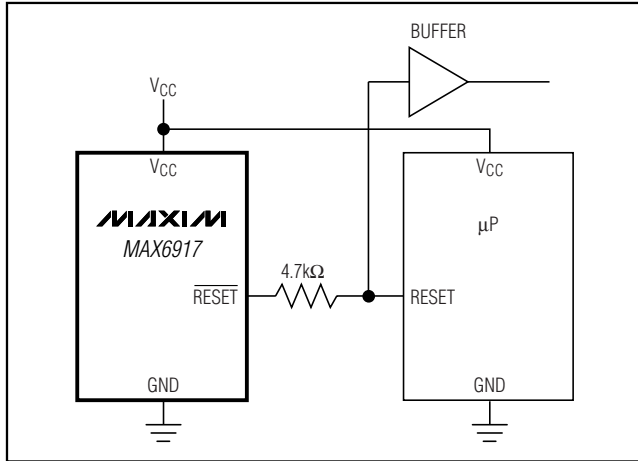 BUFFER
VCC
VCC
VCC
MAXIM
MAX6917
µP
4.7kΩ
RESET
RESET
GND
GND